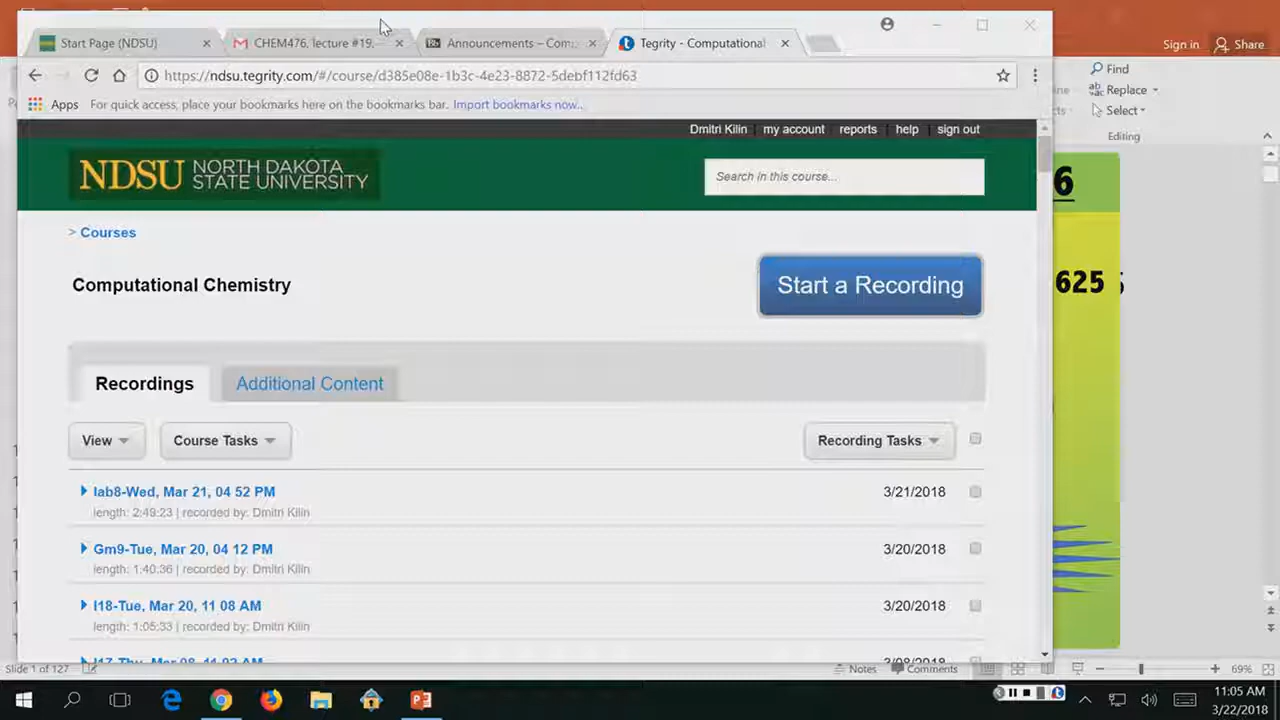 Start Page (NDSU)
CHEM476, lecture #19,
Announcements – Com
Tegrity - Computational
Sign in
Share
https://ndsu.tegrity.com/#/course/d385e08e-1b3c-4e23-8872-5debf112fd63
Find
Replace
Select
Editing
Apps
For quick access, place your bookmarks here on the bookmarks bar. Import bookmarks now...
Dmitri Kilin
my account
reports
help
sign out
NDSU NORTH DAKOTA
STATE UNIVERSITY
Search in this course...
6
> Courses
Computational Chemistry
Start a Recording
625
Recordings
Additional Content
View
Course Tasks
Recording Tasks
lab8-Wed, Mar 21, 04 52 PM
3/21/2018
length: 2:49:23 | recorded by: Dmitri Kilin
Gm9-Tue, Mar 20, 04 12 PM
3/20/2018
length: 1:40:36 | recorded by: Dmitri Kilin
l18-Tue, Mar 20, 11 08 AM
3/20/2018
length: 1:05:33 | recorded by: Dmitri Kilin
Slide 1 of 127
Notes
Comments
69%
11:05 AM
3/22/2018